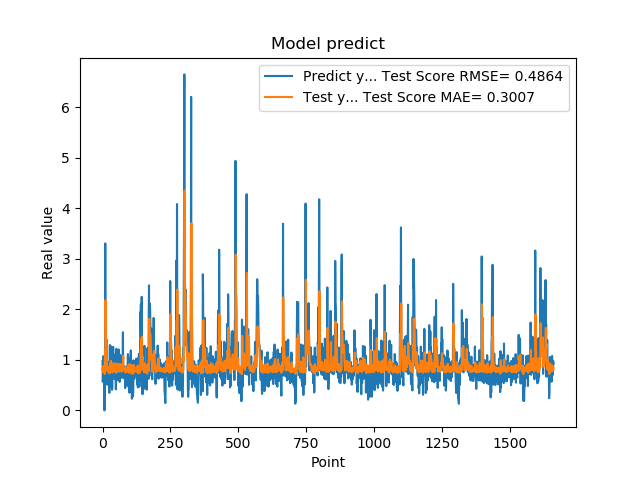 Model predict
Predict y... Test Score RMSE= 0.4864
Test y... Test Score MAE= 0.3007
Real value
6
5
4
3
2
1
0
0 250 500 750 1000 1250 1500
Point